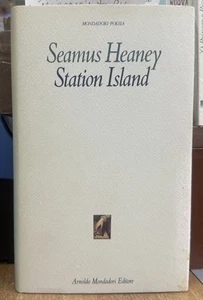 MONDADORI POESIA
Seamus Heaney
Station Island
Arnoldo Mondadori Editore